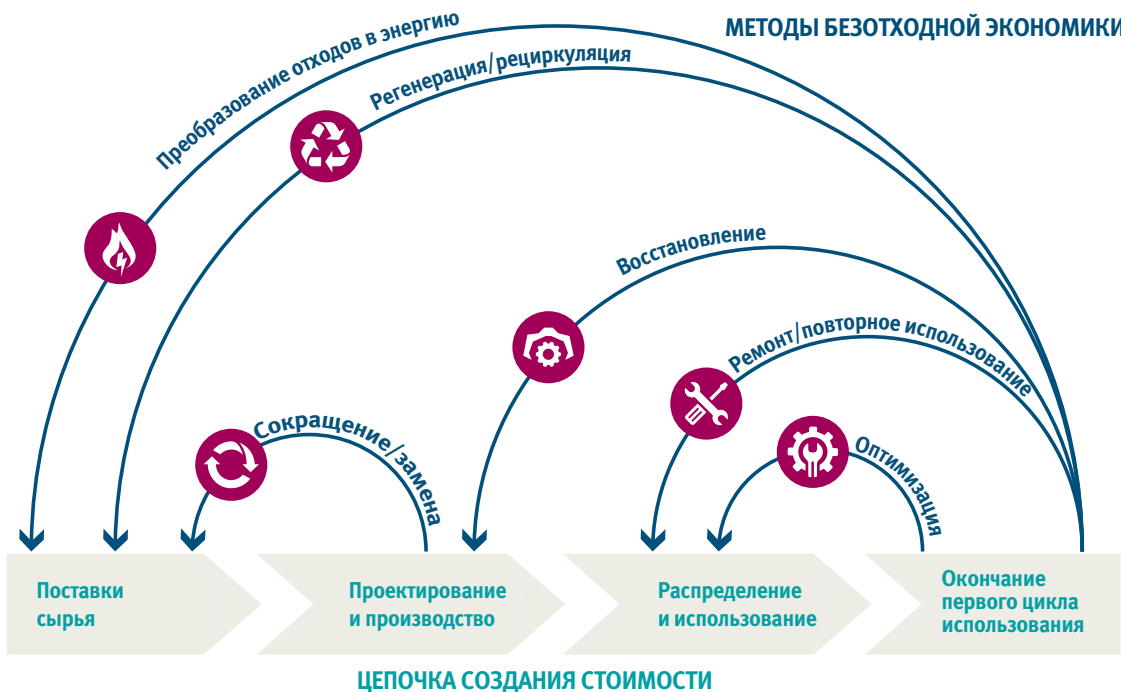 МЕТОДЫ БЕЗОТХОДНОЙ ЭКОНОМИКИ
Преобразование отходов в энергию
Регенерация/рециркуляция
Восстановление
Ремонт/повторное использование
Сокращение/замена
Оптимизация
Поставки
сырья
Проектирование
и производство
Распределение
и использование
Окончание
первого цикла
использования
ЦЕПОЧКА СОЗДАНИЯ СТОИМОСТИ